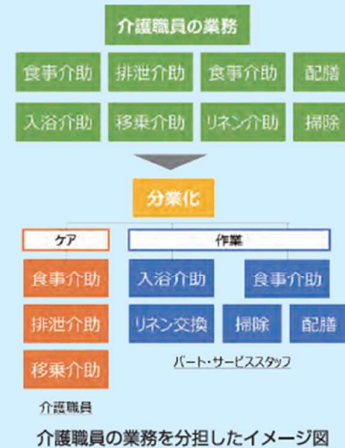 介護職員の業務
食事介助 排泄介助 食事介助 配膳
入浴介助 移乗介助 リネン介助 掃除
分業化
ケア 作業
食事介助 入浴介助 食事介助
排泄介助 リネン交換 掃除 配膳
移乗介助 パート・サービススタッフ
介護職員
介護職員の業務を分担したイメージ図